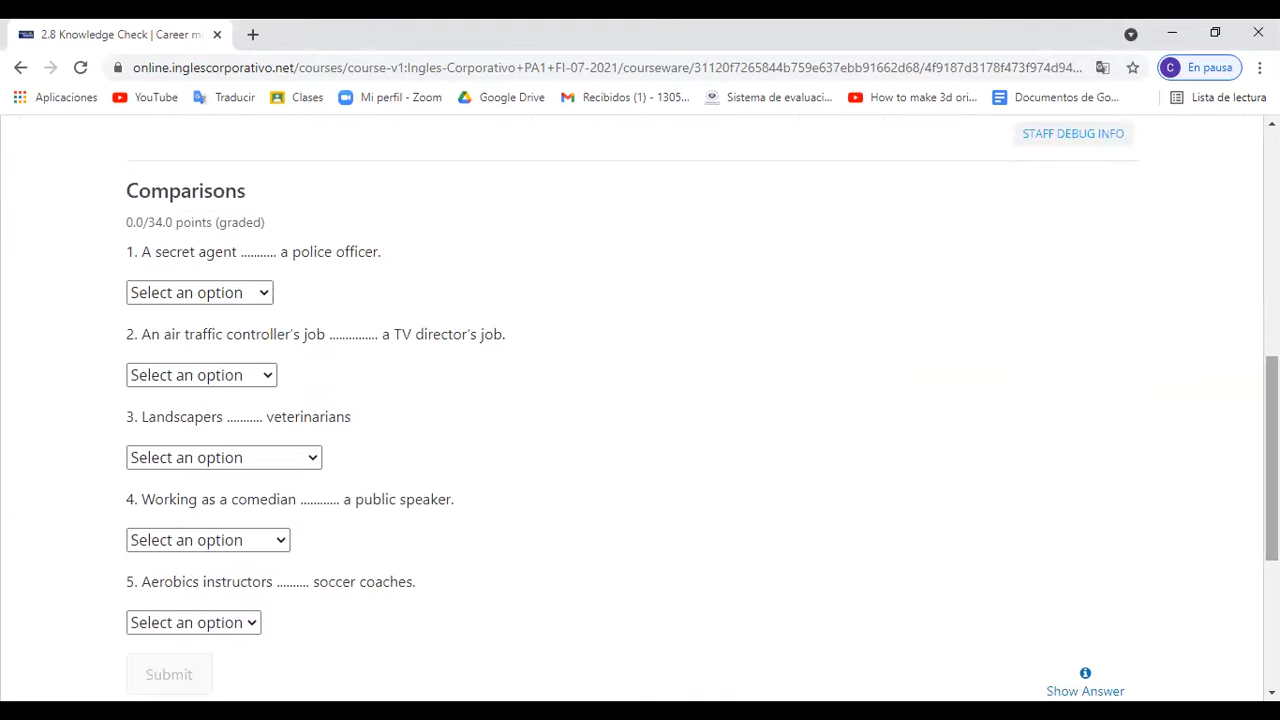 2.8 Knowledge Check | Career m
online.inglescorporativo.net/courses/course-v1:Ingles-Corporativo+PA1+FI-07-2021/courseware/31120f7265844b759e637ebb91662d68/4f9187d3178f473f974d94...
C En pausa
Aplicaciones YouTube Traducir Clases Mi perfil - Zoom Google Drive Recibidos (1) - 1305... Sistema de evaluaci... How to make 3d ori... Documentos de Go... Lista de lectura
STAFF DEBUG INFO
Comparisons
0.0/34.0 points (graded)
1. A secret agent ........... a police officer.
Select an option
2. An air traffic controller's job .............. a TV director's job.
Select an option
3. Landscapers ........... veterinarians
Select an option
4. Working as a comedian ............ a public speaker.
Select an option
5. Aerobics instructors .......... soccer coaches.
Select an option
Submit
Show Answer